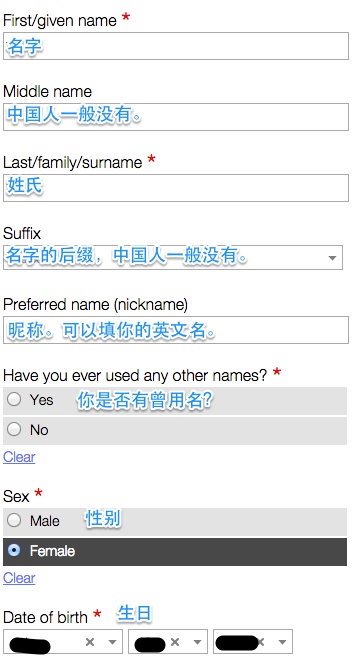 First/given name *
名字
Middle name
中国人一般没有。
Last/family/surname *
姓氏
Suffix
名字的后缀，中国人一般没有。
Preferred name (nickname)
昵称。可以填你的英文名。
Have you ever used any other names? *
Yes 你是否有曾用名？
No
Clear
Sex *
Male 性别
Female
Clear
Date of birth * 生日